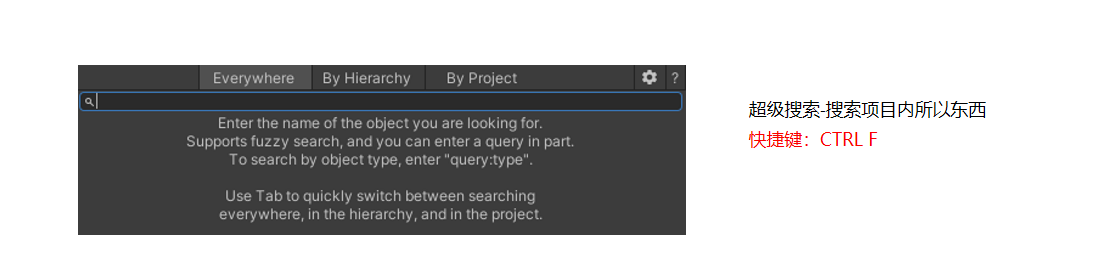 Everywhere
By Hierarchy
By Project
?
Enter the name of the object you are looking for.
Supports fuzzy search, and you can enter a query in part.
To search by object type, enter "query:type".
Use Tab to quickly switch between searching
everywhere, in the hierarchy, and in the project.
超级搜索-搜索项目内所以东西
快捷键：CTRL F